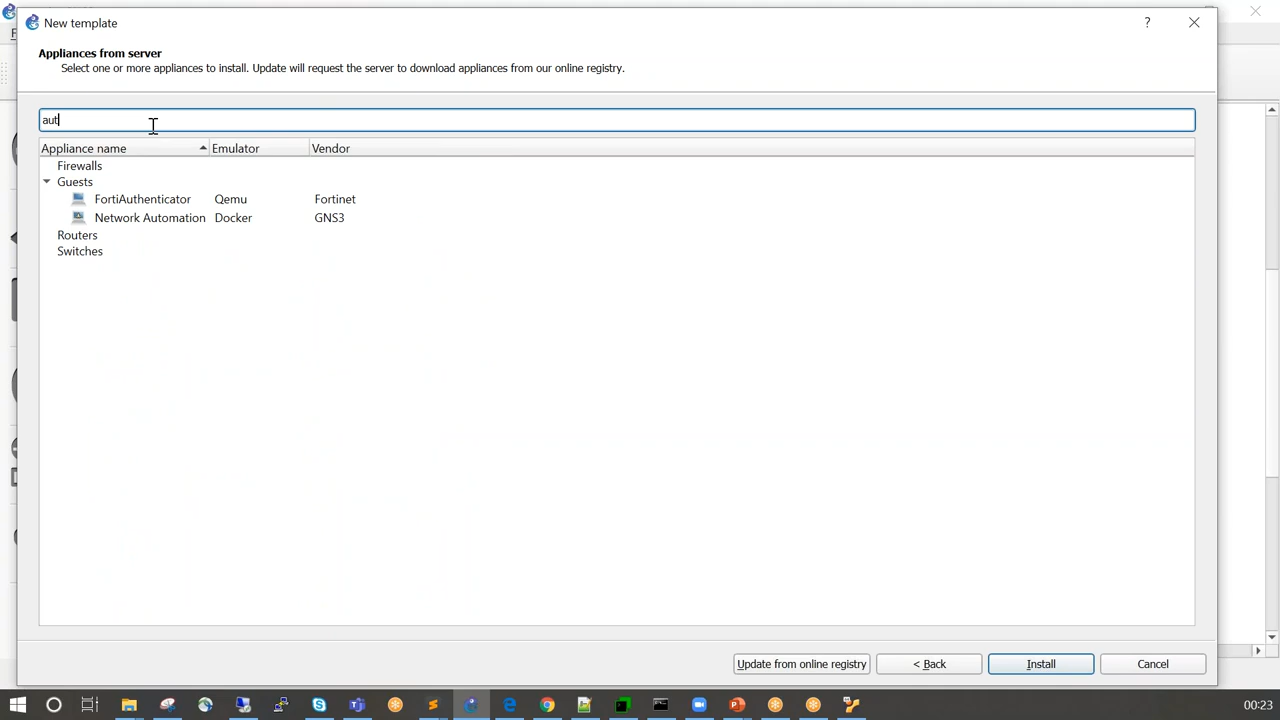 New template
?
Appliances from server
Select one or more appliances to install. Update will request the server to download appliances from our online registry.
aut
Appliance name Emulator Vendor
Firewalls
Guests
FortiAuthenticator Qemu Fortinet
Network Automation Docker GNS3
Routers
Switches
Update from online registry < Back Install Cancel
00:23